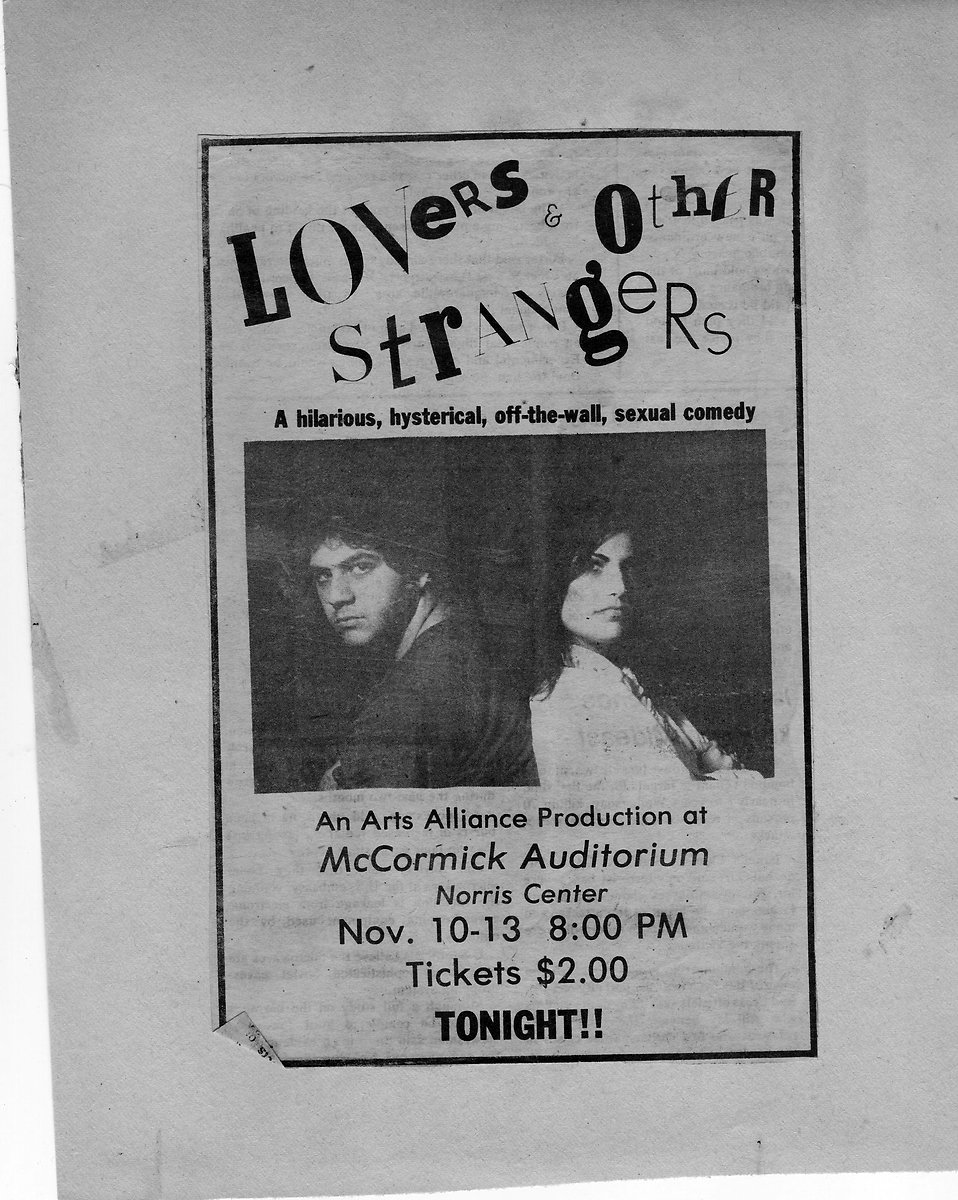 LOVeRS & OtHER
StrANgeRS
A hilarious, hysterical, off-the-wall, sexual comedy
An Arts Alliance Production at
McCormick Auditorium
Norris Center
Nov. 10-13 8:00 PM
Tickets $2.00
TONIGHT!!